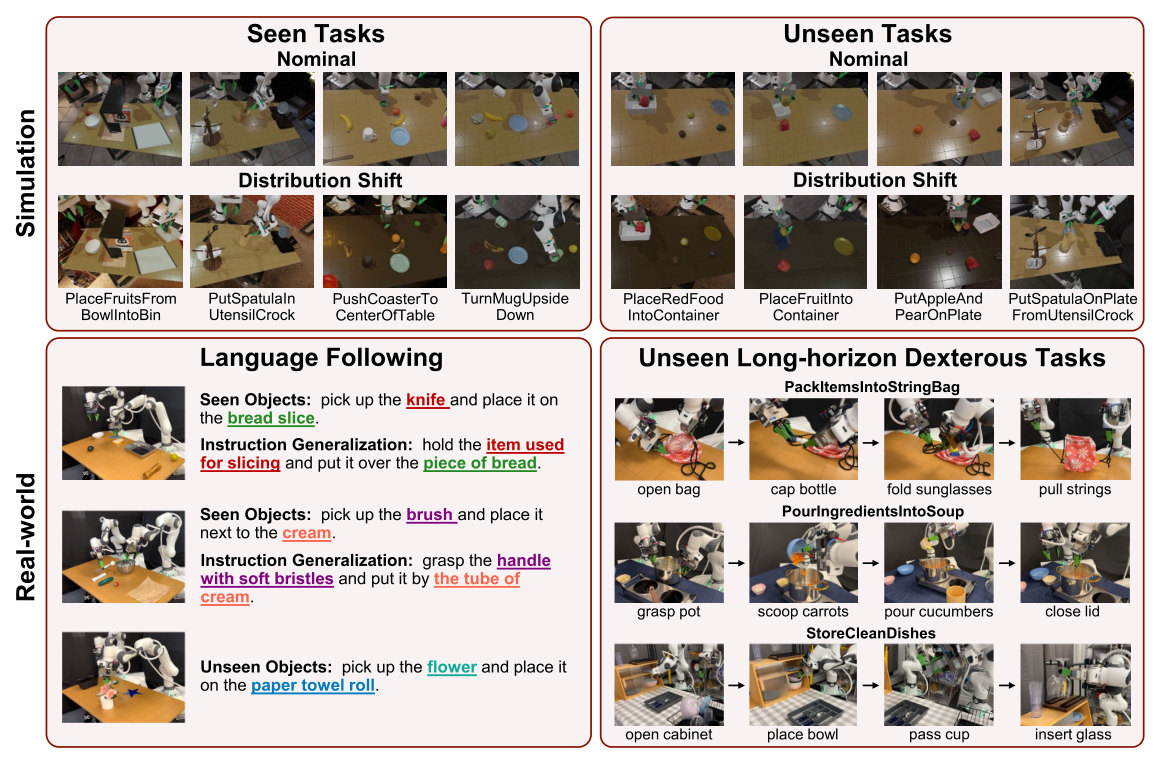 Simulation
Seen Tasks
Nominal
Distribution Shift
PlaceFruitsFrom
BowlIntoBin
PutSpatulaIn
UtensilCrock
PushCoasterTo
CenterOfTable
TurnMugUpside
Down
Unseen Tasks
Nominal
Distribution Shift
PlaceRedFood
IntoContainer
PlaceFruitInto
Container
PutAppleAnd
PearOnPlate
PutSpatulaOnPlate
FromUtensilCrock
Real-world
Language Following
Seen Objects: pick up the knife and place it on
the bread slice.
Instruction Generalization: hold the item used
for slicing and put it over the piece of bread.
Seen Objects: pick up the brush and place it
next to the cream.
Instruction Generalization: grasp the handle
with soft bristles and put it by the tube of
cream.
Unseen Objects: pick up the flower and place it
on the paper towel roll.
Unseen Long-horizon Dexterous Tasks
PackItemsIntoStringBag
open bag
cap bottle
fold sunglasses
pull strings
PourIngredientsIntoSoup
grasp pot
scoop carrots
pour cucumbers
close lid
StoreCleanDishes
open cabinet
place bowl
pass cup
insert glass